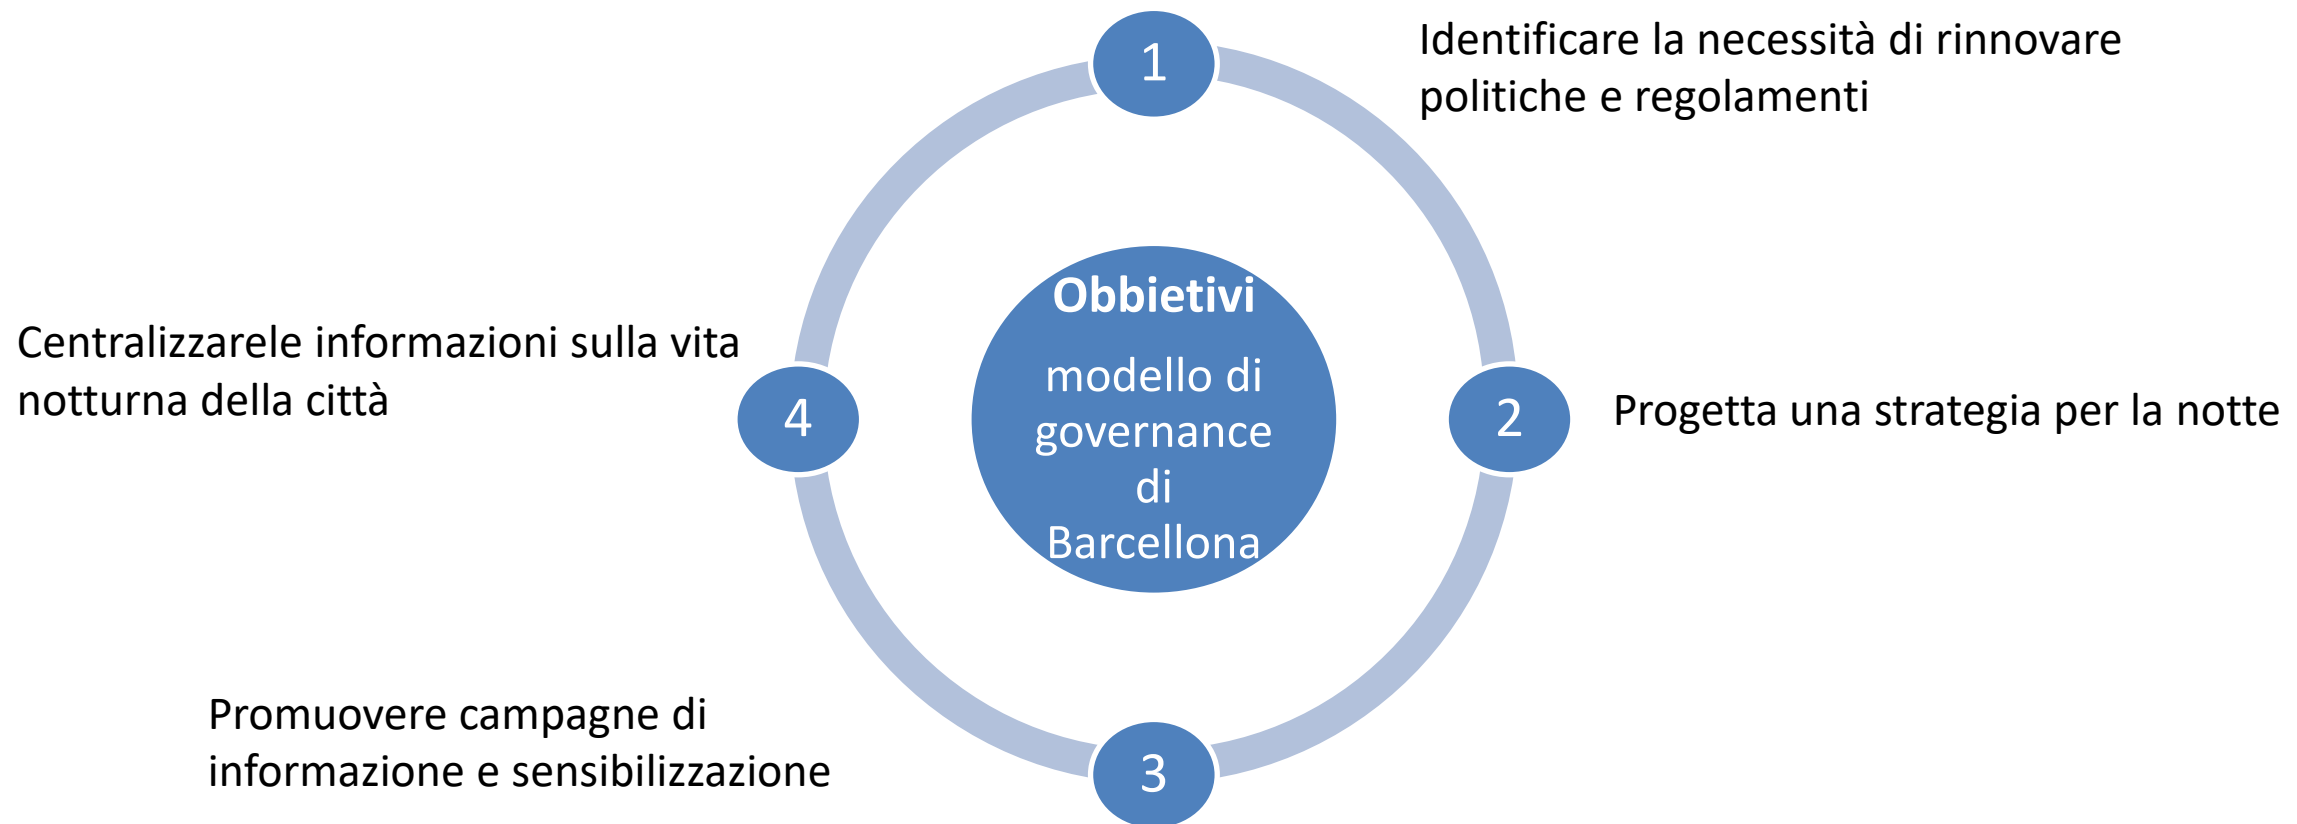 1
Identificare la necessità di rinnovare
politiche e regolamenti
Obbietivi
modello di
governance
di
Barcellona
Centralizzarele informazioni sulla vita
notturna della città
4
2
Progetta una strategia per la notte
Promuovere campagne di
informazione e sensibilizzazione
3